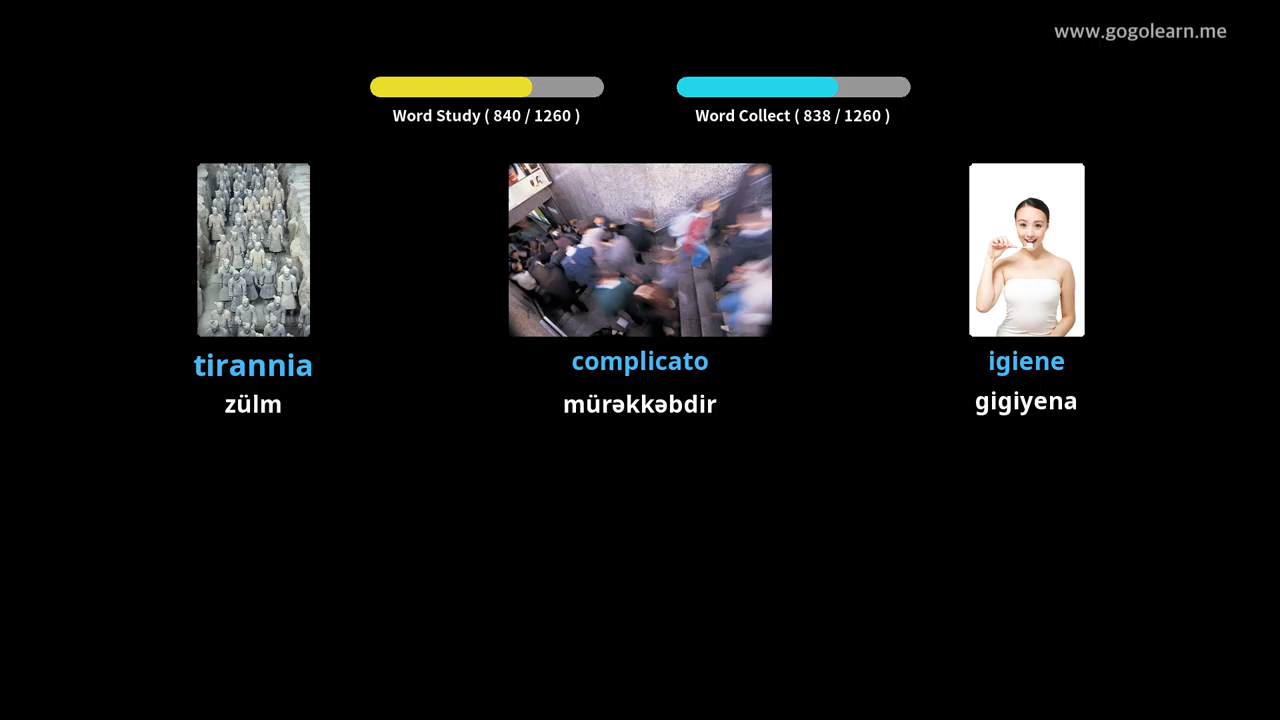 www.gogolearn.me
Word Study ( 840 / 1260 )
Word Collect ( 838 / 1260 )
tirannia
complicato
igiene
zülm
mürəkkəbdir
gigiyena